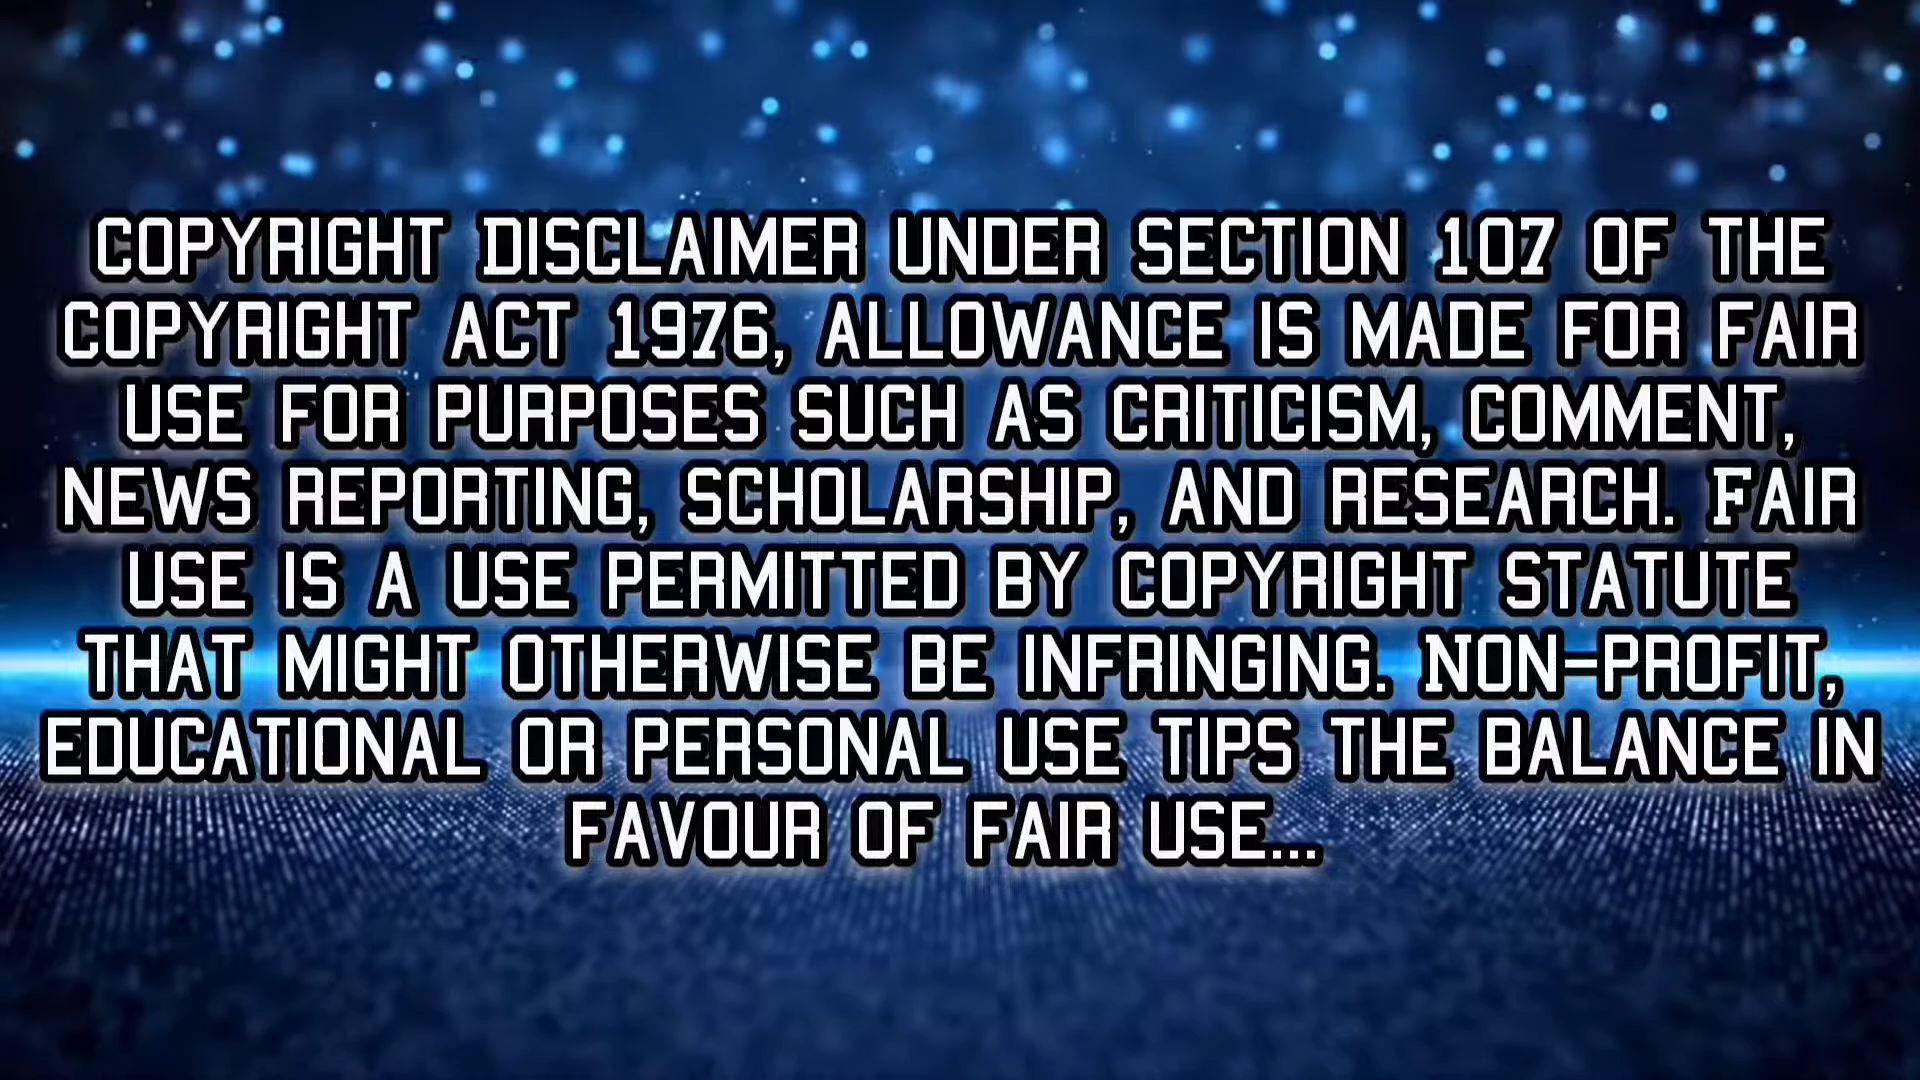 COPYRIGHT DISCLAIMER UNDER SECTION 107 OF THE
COPYRIGHT ACT 1976, ALLOWANCE IS MADE FOR FAIR
USE FOR PURPOSES SUCH AS CRITICISM, COMMENT,
NEWS REPORTING, SCHOLARSHIP, AND RESEARCH. FAIR
USE IS A USE PERMITTED BY COPYRIGHT STATUTE
THAT MIGHT OTHERWISE BE INFRINGING. NON-PROFIT,
EDUCATIONAL OR PERSONAL USE TIPS THE BALANCE IN
FAVOUR OF FAIR USE...